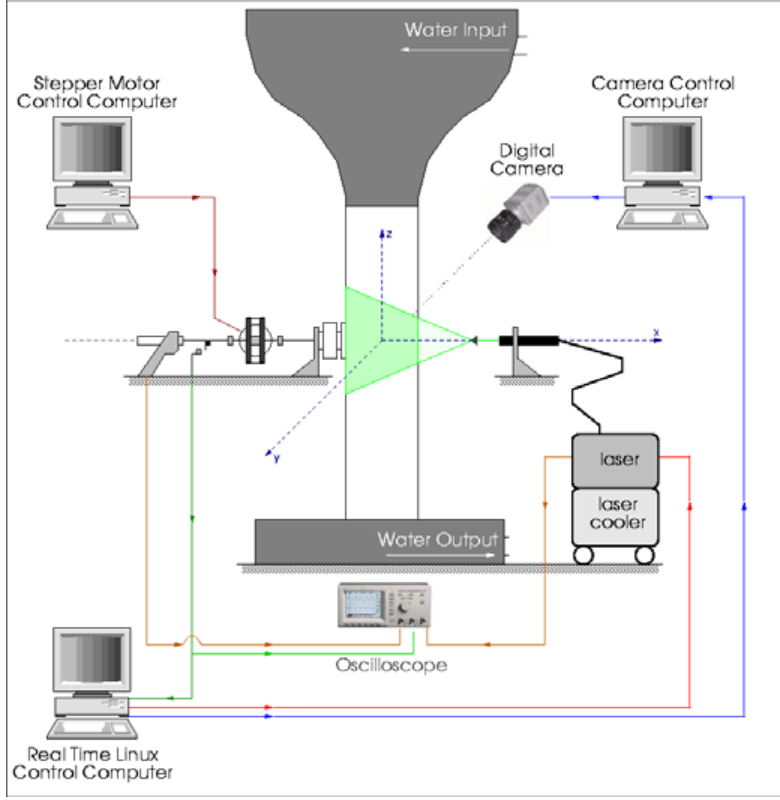 Water Input
Stepper Motor
Control Computer
Camera Control
Computer
Digital
Camera
z
x
y
laser
laser
cooler
Water Output
Oscilloscope
Real Time Linux
Control Computer